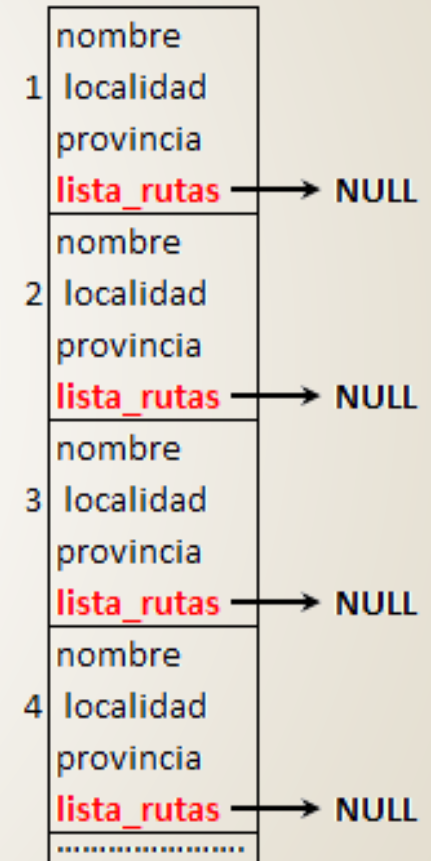 nombre
1 localidad
provincia
lista_rutas NULL
nombre
2 localidad
provincia
lista_rutas NULL
nombre
3 localidad
provincia
lista_rutas NULL
nombre
4 localidad
provincia
lista_rutas NULL
......................